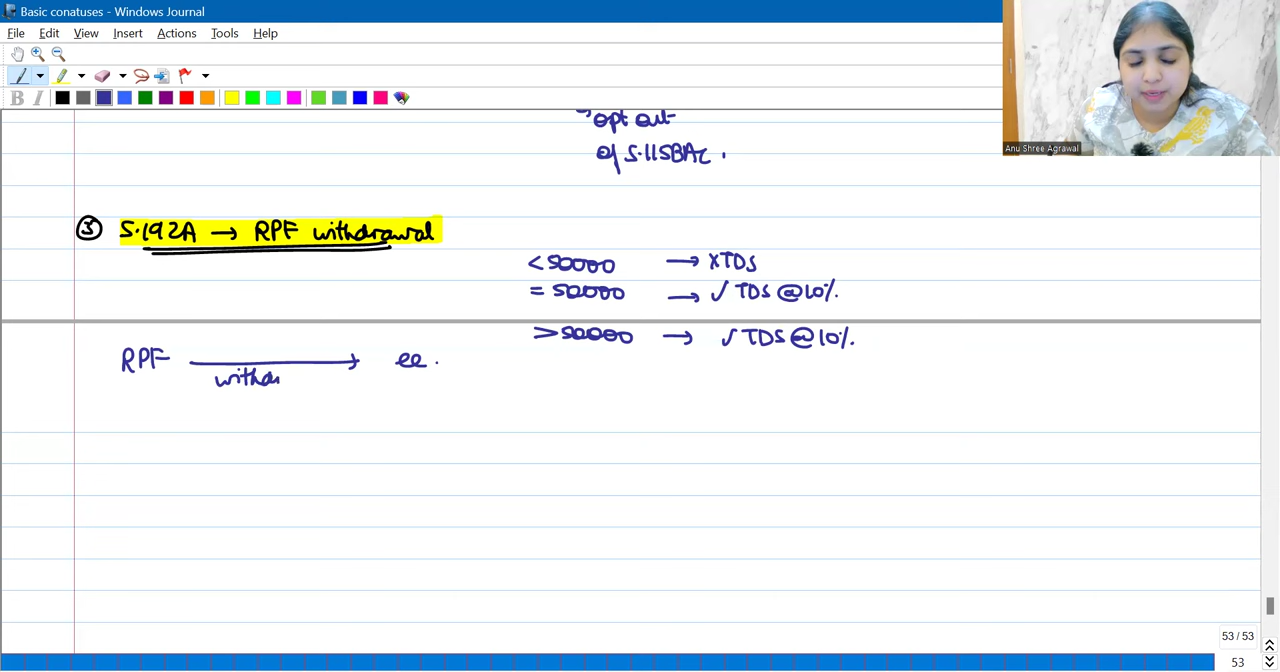 Basic conatuses - Windows Journal
File Edit View Insert Actions Tools Help
B I
opt out
of S.115BAC.
Anu Shree Agrawal
③ S.192A → RPF withdrawal
< 50000 → X TDS
= 50000 → ✓ TDS @ 10%.
> 50000 → ✓ TDS @ 10%.
RPF → ee.
withdr
53 / 53
53